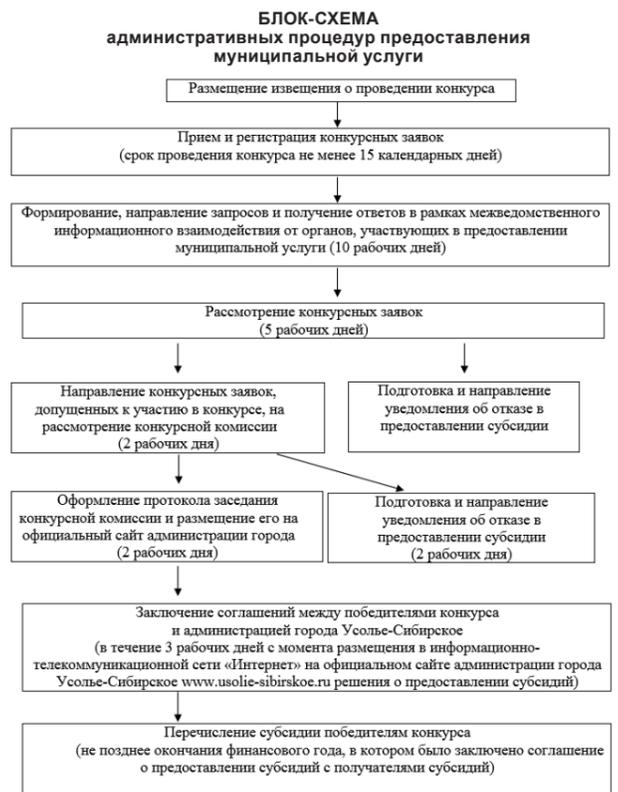 БЛОК-СХЕМА
административных процедур предоставления
муниципальной услуги
Размещение извещения о проведении конкурса
Прием и регистрация конкурсных заявок
(срок проведения конкурса не менее 15 календарных дней)
Формирование, направление запросов и получение ответов в рамках межведомственного
информационного взаимодействия от органов, участвующих в предоставлении
муниципальной услуги (10 рабочих дней)
Рассмотрение конкурсных заявок
(5 рабочих дней)
Направление конкурсных заявок,
допущенных к участию в конкурсе, на
рассмотрение конкурсной комиссии
(2 рабочих дня)
Подготовка и направление
уведомления об отказе в
предоставлении субсидии
Оформление протокола заседания
конкурсной комиссии и размещение его на
официальный сайт администрации города
(2 рабочих дня)
Подготовка и направление
уведомления об отказе в
предоставлении субсидии
(2 рабочих дня)
Заключение соглашений между победителями конкурса
и администрацией города Усолье-Сибирское
(в течение 3 рабочих дней с момента размещения в информационно-
телекоммуникационной сети «Интернет» на официальном сайте администрации города
Усолье-Сибирское www.usolie-sibirskoe.ru решения о предоставлении субсидий)
Перечисление субсидии победителям конкурса
(не позднее окончания финансового года, в котором было заключено соглашение
о предоставлении субсидий с получателями субсидий)